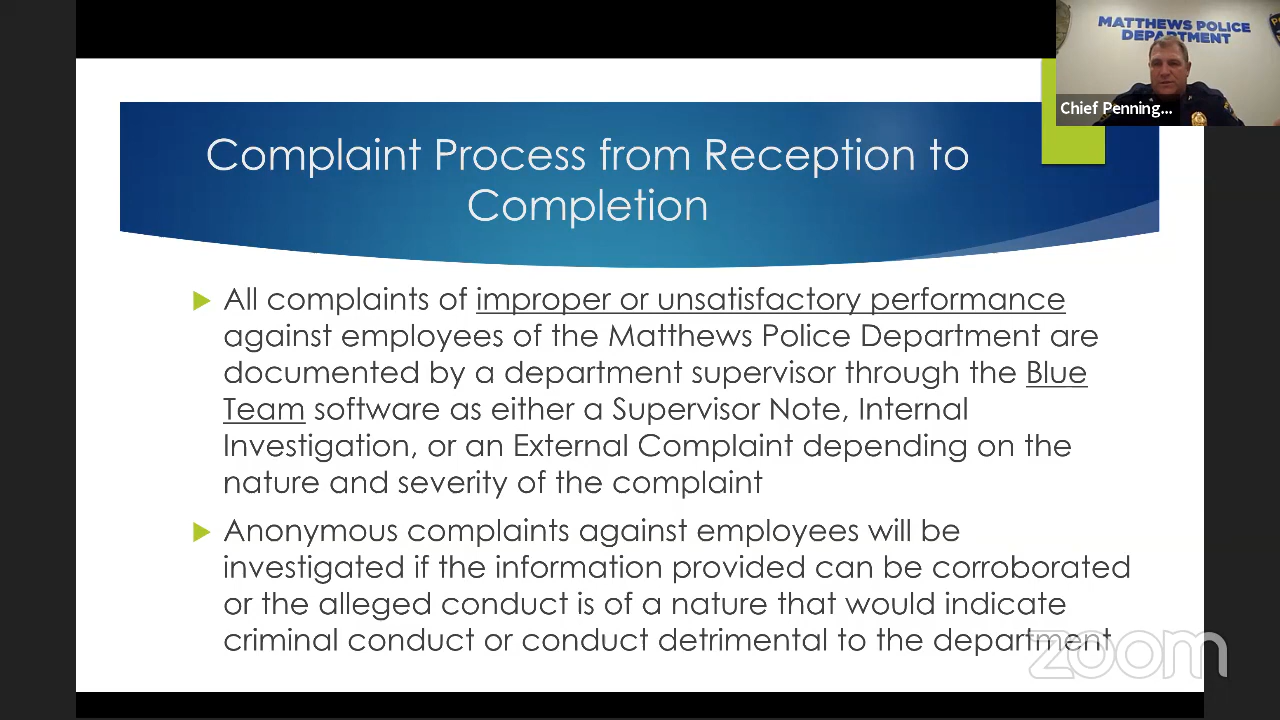 MATTHEWS POLICE
DEPARTMENT
Chief Penning...
Complaint Process from Reception to
Completion
All complaints of improper or unsatisfactory performance
against employees of the Matthews Police Department are
documented by a department supervisor through the Blue
Team software as either a Supervisor Note, Internal
Investigation, or an External Complaint depending on the
nature and severity of the complaint
Anonymous complaints against employees will be
investigated if the information provided can be corroborated
or the alleged conduct is of a nature that would indicate
criminal conduct or conduct detrimental to the department
zoom